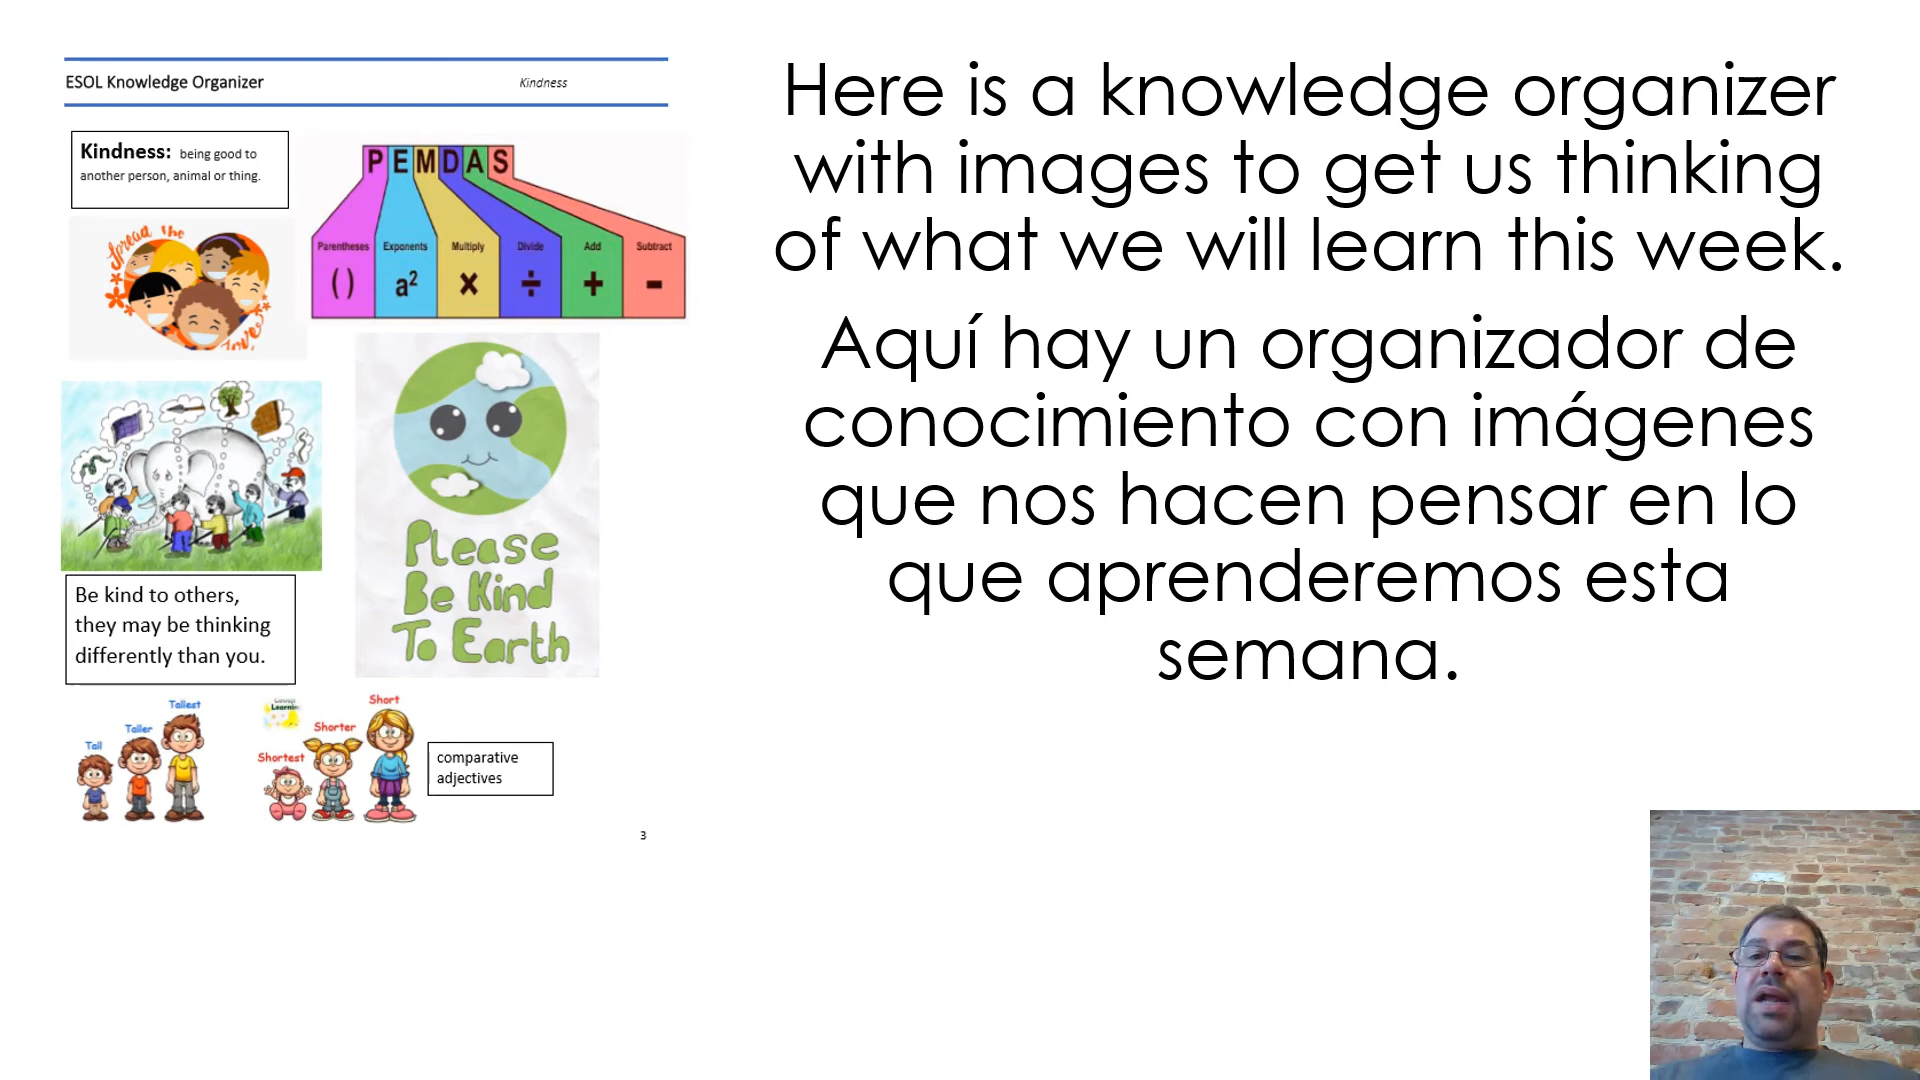 ESOL Knowledge Organizer
Kindness
Kindness: being good to
another person, animal or thing.
Spread the
Love
PEMDAS
Parentheses Exponents Multiply Divide Add Subtract
( ) a² × ÷ + -
Please
Be Kind
To Earth
Be kind to others,
they may be thinking
differently than you.
Tall
Taller
Tallest
Learnin
Shortest
Shorter
Short
comparative
adjectives
3
Here is a knowledge organizer
with images to get us thinking
of what we will learn this week.
Aquí hay un organizador de
conocimiento con imágenes
que nos hacen pensar en lo
que aprenderemos esta
semana.